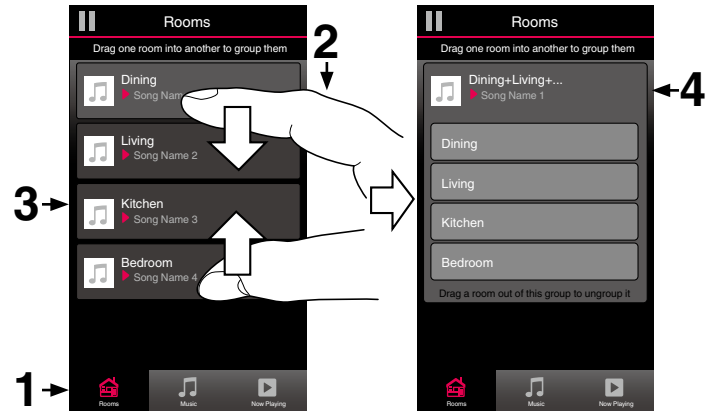 Rooms
Drag one room into another to group them
2
Dining
Song Nam
Living
Song Name 2
3
Kitchen
Song Name 3
Bedroom
Song Name 4
1
Rooms
Music
Now Playing
Rooms
Drag one room into another to group them
Dining+Living+...
Song Name 1
4
Dining
Living
Kitchen
Bedroom
Drag a room out of this group to ungroup it
Rooms
Music
Now Playing